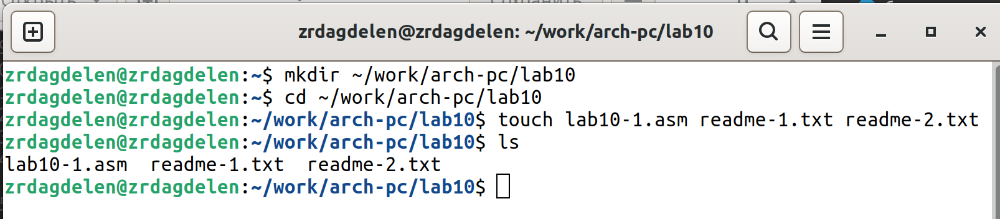 Открыть
Сохранить
zrdagdelen@zrdagdelen: ~/work/arch-pc/lab10
zrdagdelen@zrdagdelen:~$ mkdir ~/work/arch-pc/lab10
zrdagdelen@zrdagdelen:~$ cd ~/work/arch-pc/lab10
zrdagdelen@zrdagdelen:~/work/arch-pc/lab10$ touch lab10-1.asm readme-1.txt readme-2.txt
zrdagdelen@zrdagdelen:~/work/arch-pc/lab10$ ls
lab10-1.asm  readme-1.txt  readme-2.txt
zrdagdelen@zrdagdelen:~/work/arch-pc/lab10$